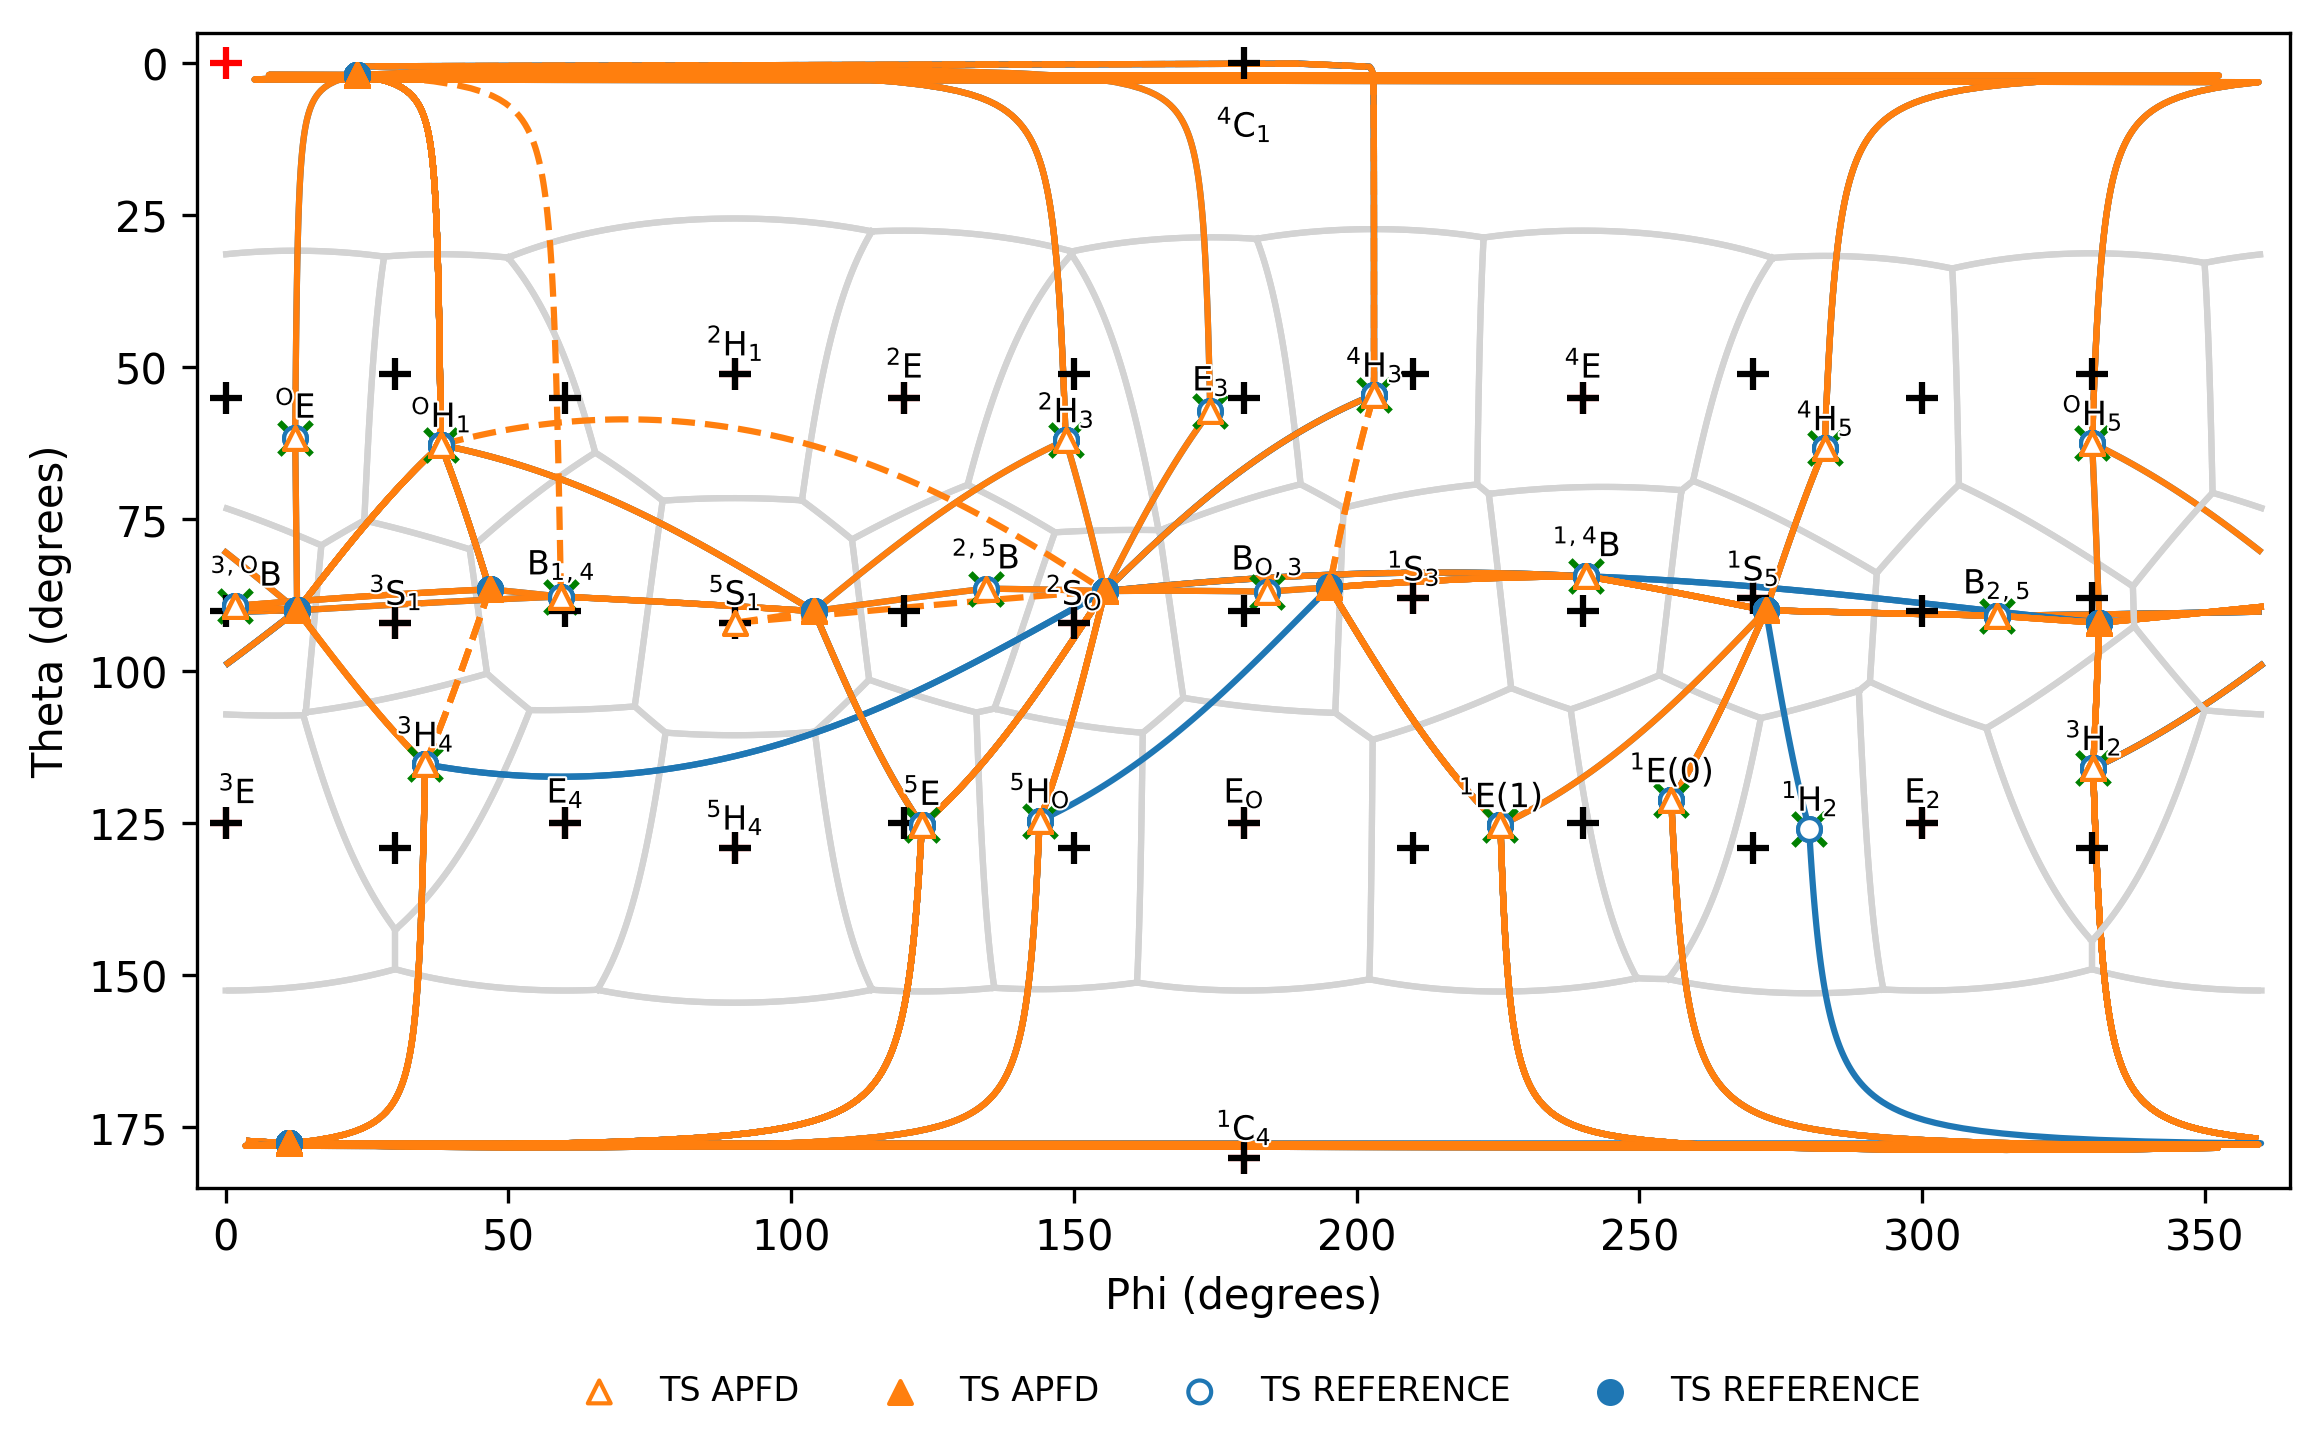 0
25
50
75
100
125
150
175
Theta (degrees)
⁴C₁
²H₁
²E
⁴H₃
⁴E
ᴼE
ᴼH₁
²H₃
E₃
⁴H₅
ᴼH₅
³,ᴼB
³S₁
B₁,₄
⁵S₁
²,⁵B
²Sₒ
Bₒ,₃
¹S₃
¹,⁴B
¹S₅
B₂,₅
³H₄
³H₂
³E
E₄
⁵H₄
⁵E
⁵Hₒ
Eₒ
¹E(1)
¹E(0)
¹H₂
E₂
¹C₄
0 50 100 150 200 250 300 350
Phi (degrees)
TS APFD TS APFD TS REFERENCE TS REFERENCE